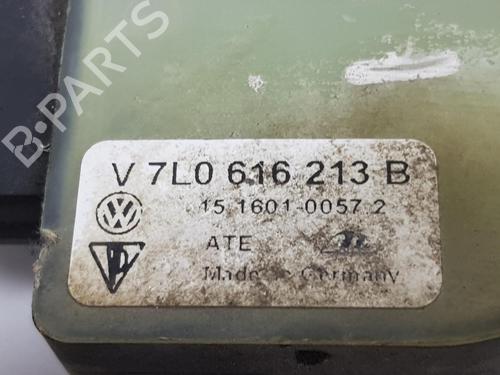 B-PARTS
V 7L0 616 213 B
15.1601-0057.2
ATE
Made in Germany